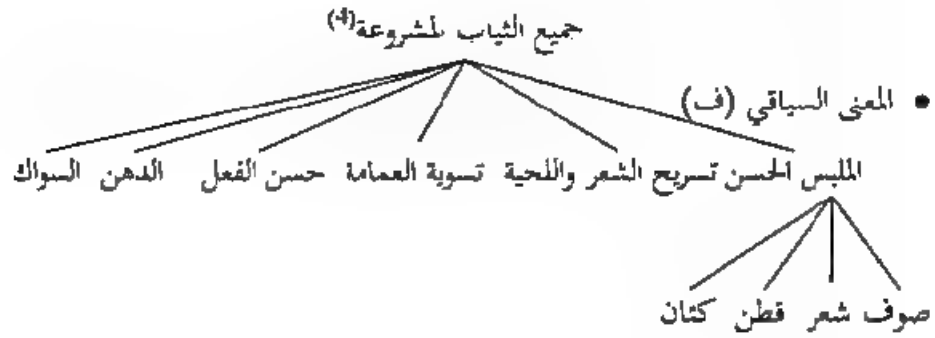 جميع الثياب المشروعة(4)
• المعنى السياقي (ف)
الملبس الحسن تسريح الشعر واللحية تسوية العمامة حسن الفعل الدهن السواك
صوف شعر قطن كتان